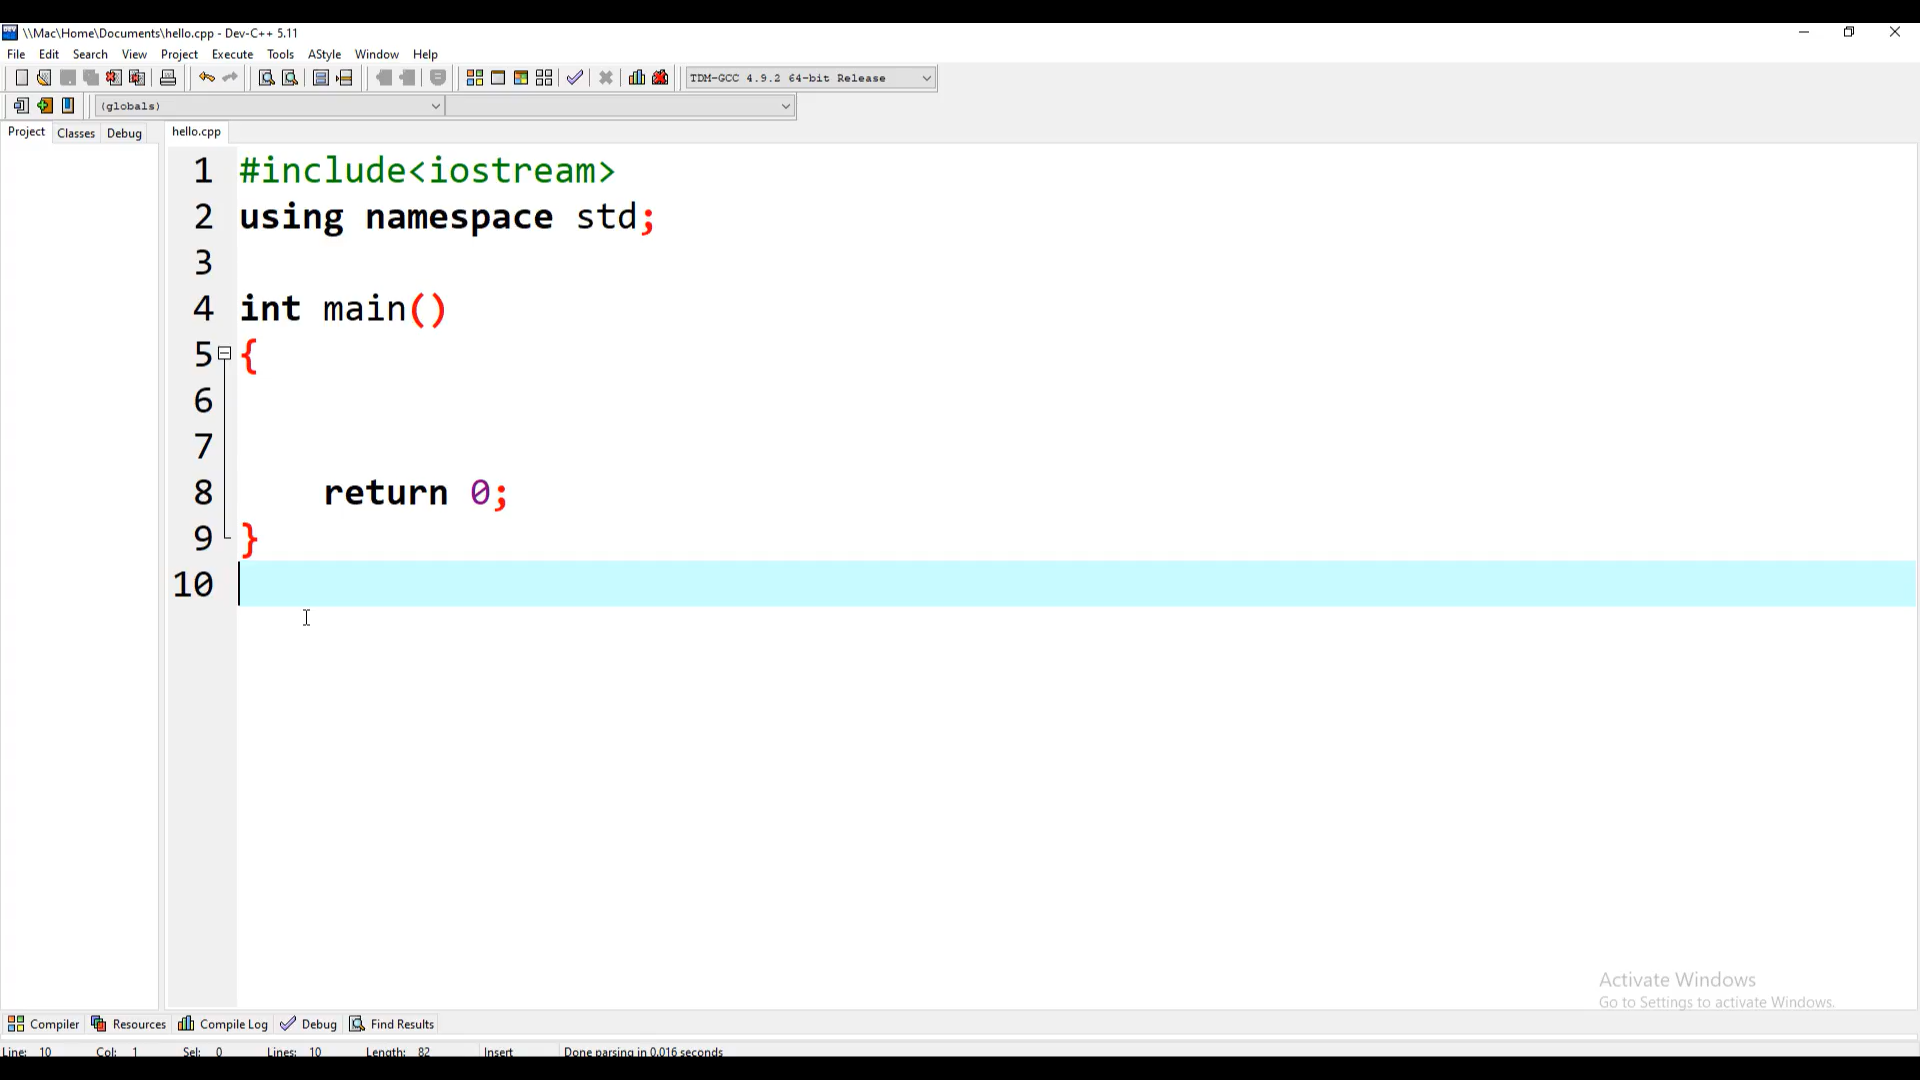 \\Mac\Home\Documents\hello.cpp - Dev-C++ 5.11
File Edit Search View Project Execute Tools AStyle Window Help
TDM-GCC 4.9.2 64-bit Release
(globals)
Project Classes Debug hello.cpp
1 #include<iostream>
2 using namespace std;
3
4 int main()
5 {
6
7
8 return 0;
9 }
10
Activate Windows
Go to Settings to activate Windows.
Compiler Resources Compile Log Debug Find Results
Line: 10 Col: 1 Sel: 0 Lines: 10 Length: 82 Insert Done parsing in 0.016 seconds